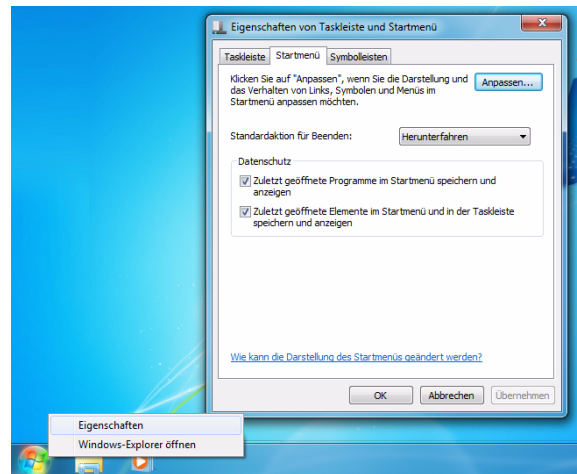 Eigenschaften von Taskleiste und Startmenü
Taskleiste Startmenü Symbolleisten
Klicken Sie auf "Anpassen", wenn Sie die Darstellung und
das Verhalten von Links, Symbolen und Menüs im
Startmenü anpassen möchten.
Anpassen...
Standardaktion für Beenden: Herunterfahren
Datenschutz
Zuletzt geöffnete Programme im Startmenü speichern und
anzeigen
Zuletzt geöffnete Elemente im Startmenü und in der Taskleiste
speichern und anzeigen
Wie kann die Darstellung des Startmenüs geändert werden?
OK Abbrechen Übernehmen
Eigenschaften
Windows-Explorer öffnen